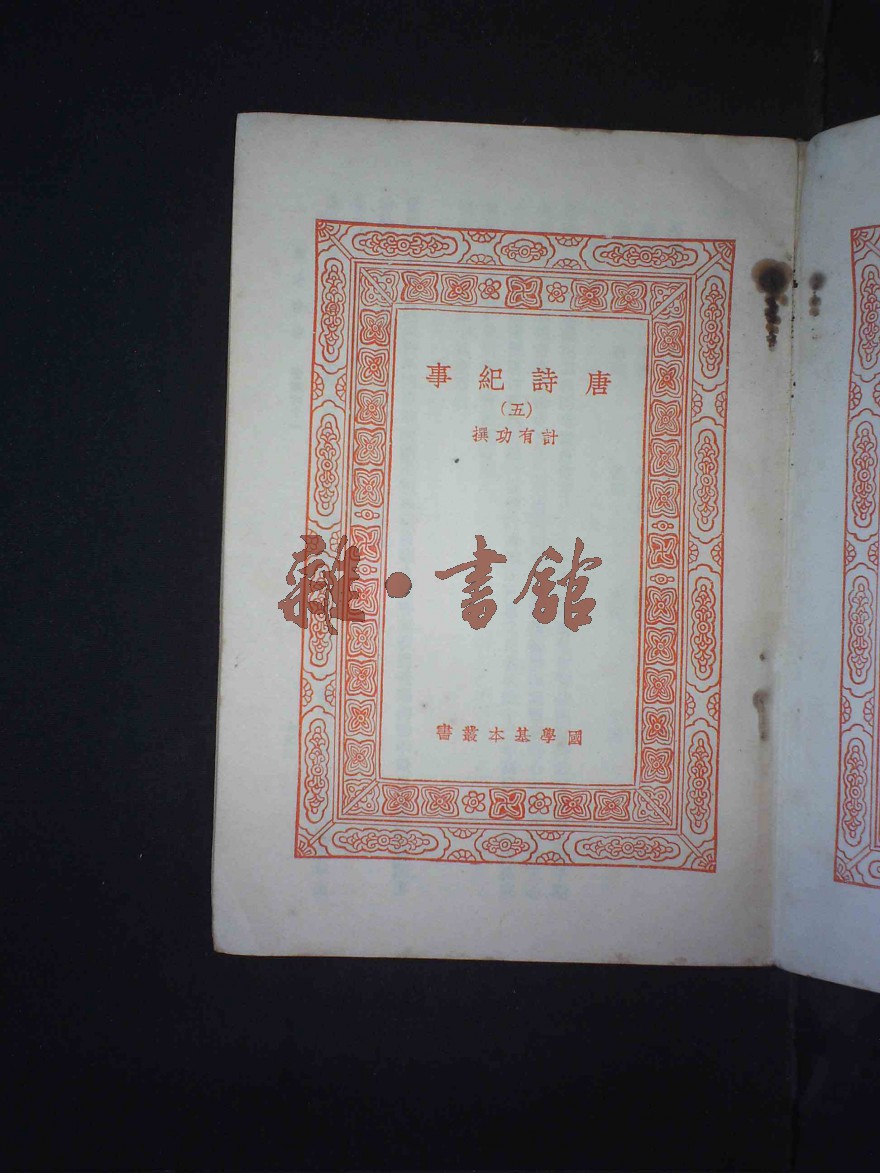 唐詩紀事
(五)
計有功撰
雜·書館
國學基本叢書